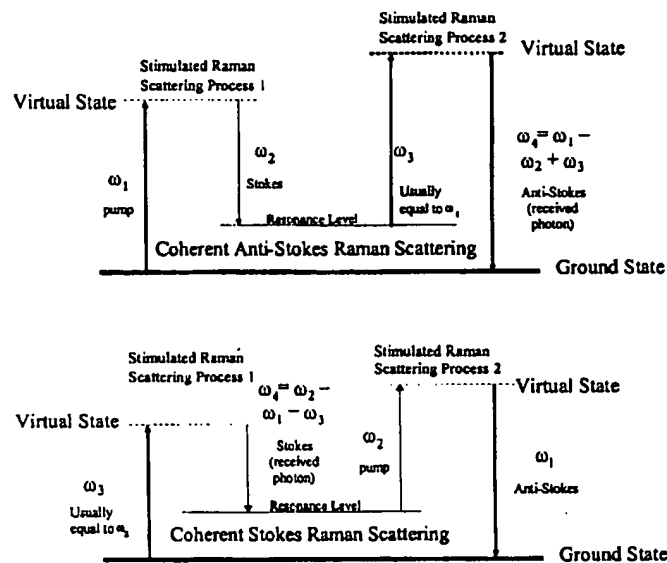 Stimulated Raman
Scattering Process 2
Virtual State
Stimulated Raman
Scattering Process 1
Virtual State
ω₁
pump
ω₂
Stokes
ω₃
Usually
equal to ω₁
ω₄ = ω₁ −
ω₂ + ω₃
Anti-Stokes
(received
photon)
Resonance Level
Coherent Anti-Stokes Raman Scattering
Ground State
Stimulated Raman
Scattering Process 1
Stimulated Raman
Scattering Process 2
Virtual State
Virtual State
ω₄ = ω₂ −
ω₁ − ω₃
Stokes
(received
photon)
ω₂
pump
ω₁
Anti-Stokes
ω₃
Usually
equal to ω₂
Resonance Level
Coherent Stokes Raman Scattering
Ground State